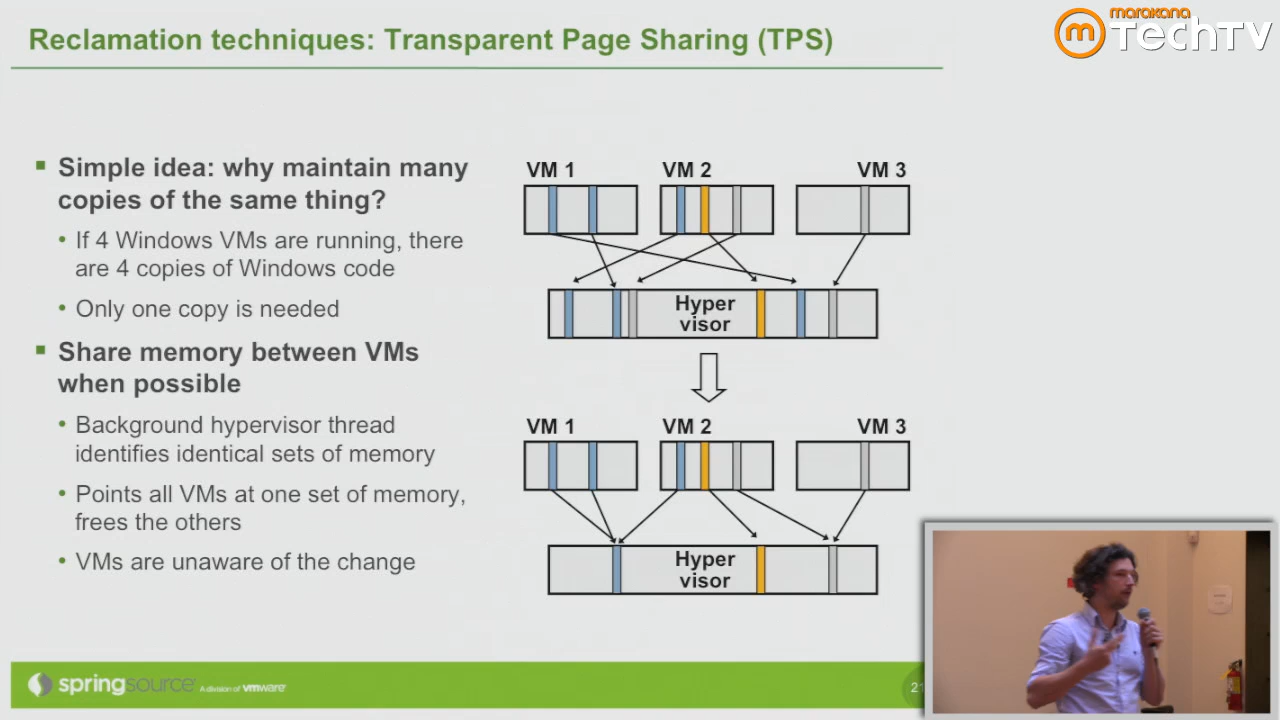 Reclamation techniques: Transparent Page Sharing (TPS)
marakana
TechTV
Simple idea: why maintain many
copies of the same thing?
If 4 Windows VMs are running, there
are 4 copies of Windows code
Only one copy is needed
Share memory between VMs
when possible
Background hypervisor thread
identifies identical sets of memory
Points all VMs at one set of memory,
frees the others
VMs are unaware of the change
VM 1 VM 2 VM 3
Hyper
visor
VM 1 VM 2 VM 3
Hyper
visor
springsource A division of vmware